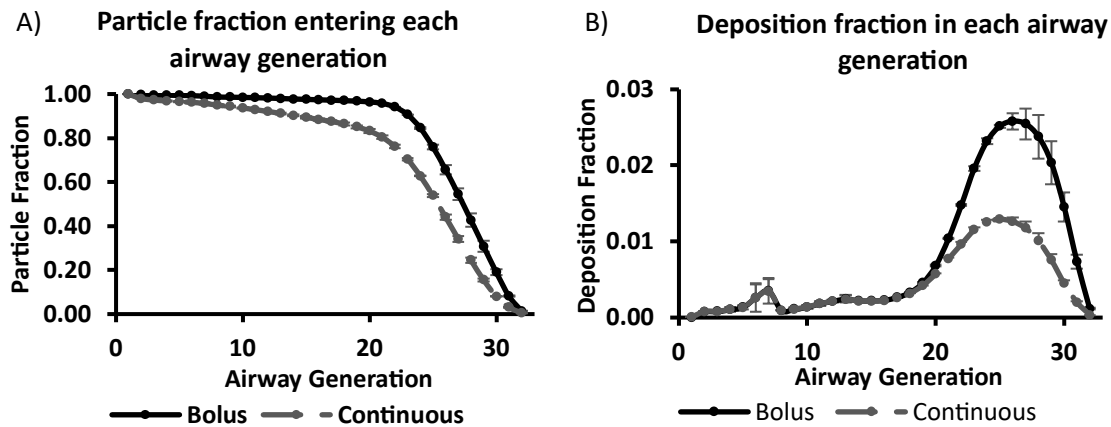 A)
Particle fraction entering each
airway generation
Particle Fraction
1.00
0.80
0.60
0.40
0.20
0.00
0
10
20
30
Airway Generation
Bolus
Continuous
B)
Deposition fraction in each airway
generation
Deposition Fraction
0.03
0.02
0.01
0.00
0
10
20
30
Airway Generation
Bolus
Continuous